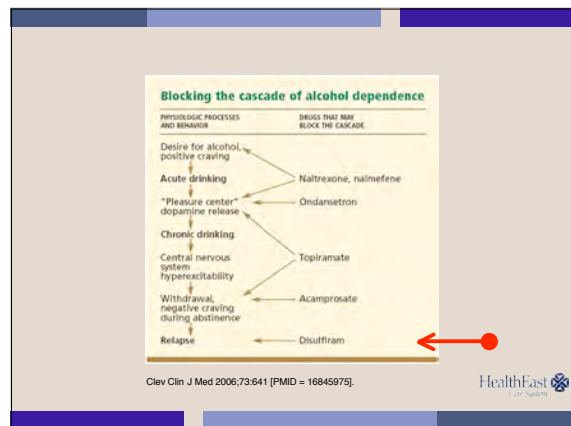 Blocking the cascade of alcohol dependence
PHYSIOLOGIC PROCESSES
AND BEHAVIOR
DRUGS THAT MAY
BLOCK THE CASCADE
Desire for alcohol,
positive craving
Acute drinking
Naltrexone, nalmefene
"Pleasure center"
dopamine release
Ondansetron
Chronic drinking
Central nervous
system
hyperexcitability
Topiramate
Withdrawal,
negative craving
during abstinence
Acamprosate
Relapse
Disulfiram
Clev Clin J Med 2006;73:641 [PMID = 16845975].
HealthEast
Care System